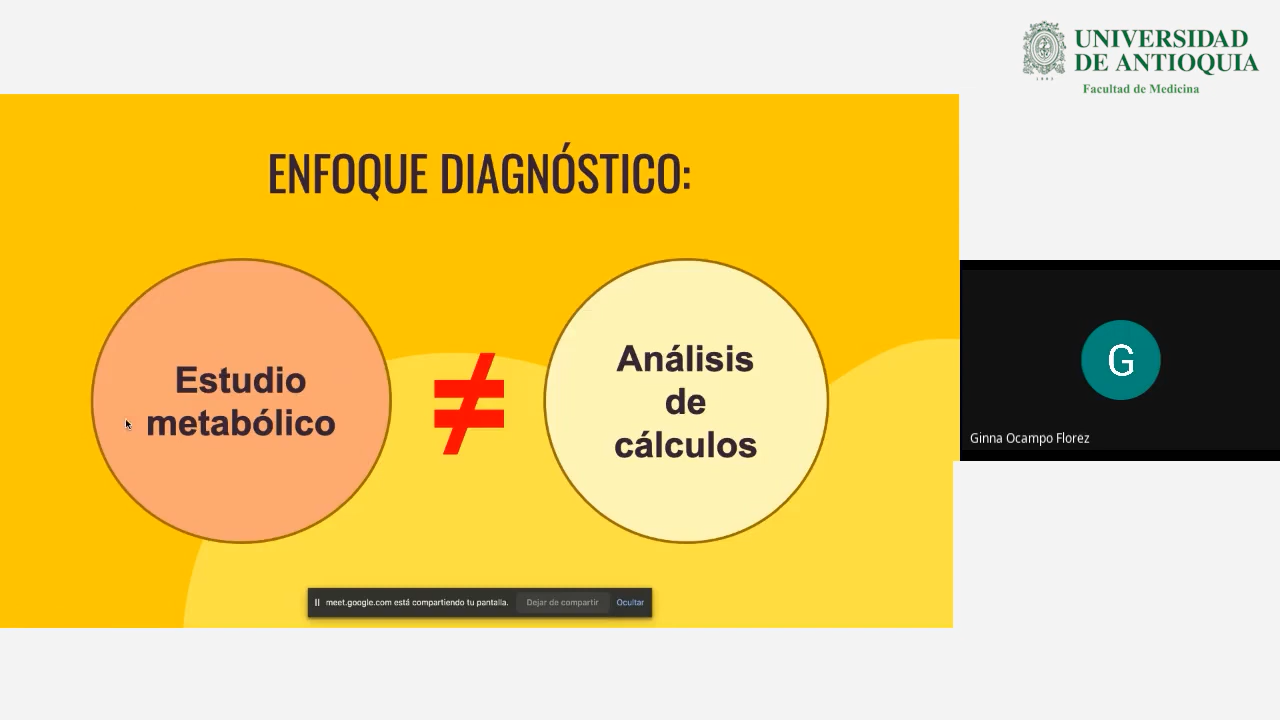 UNIVERSIDAD
DE ANTIOQUIA
1803
Facultad de Medicina
ENFOQUE DIAGNÓSTICO:
Estudio
metabólico
≠
Análisis
de
cálculos
G
Ginna Ocampo Florez
meet.google.com está compartiendo tu pantalla.
Dejar de compartir
Ocultar